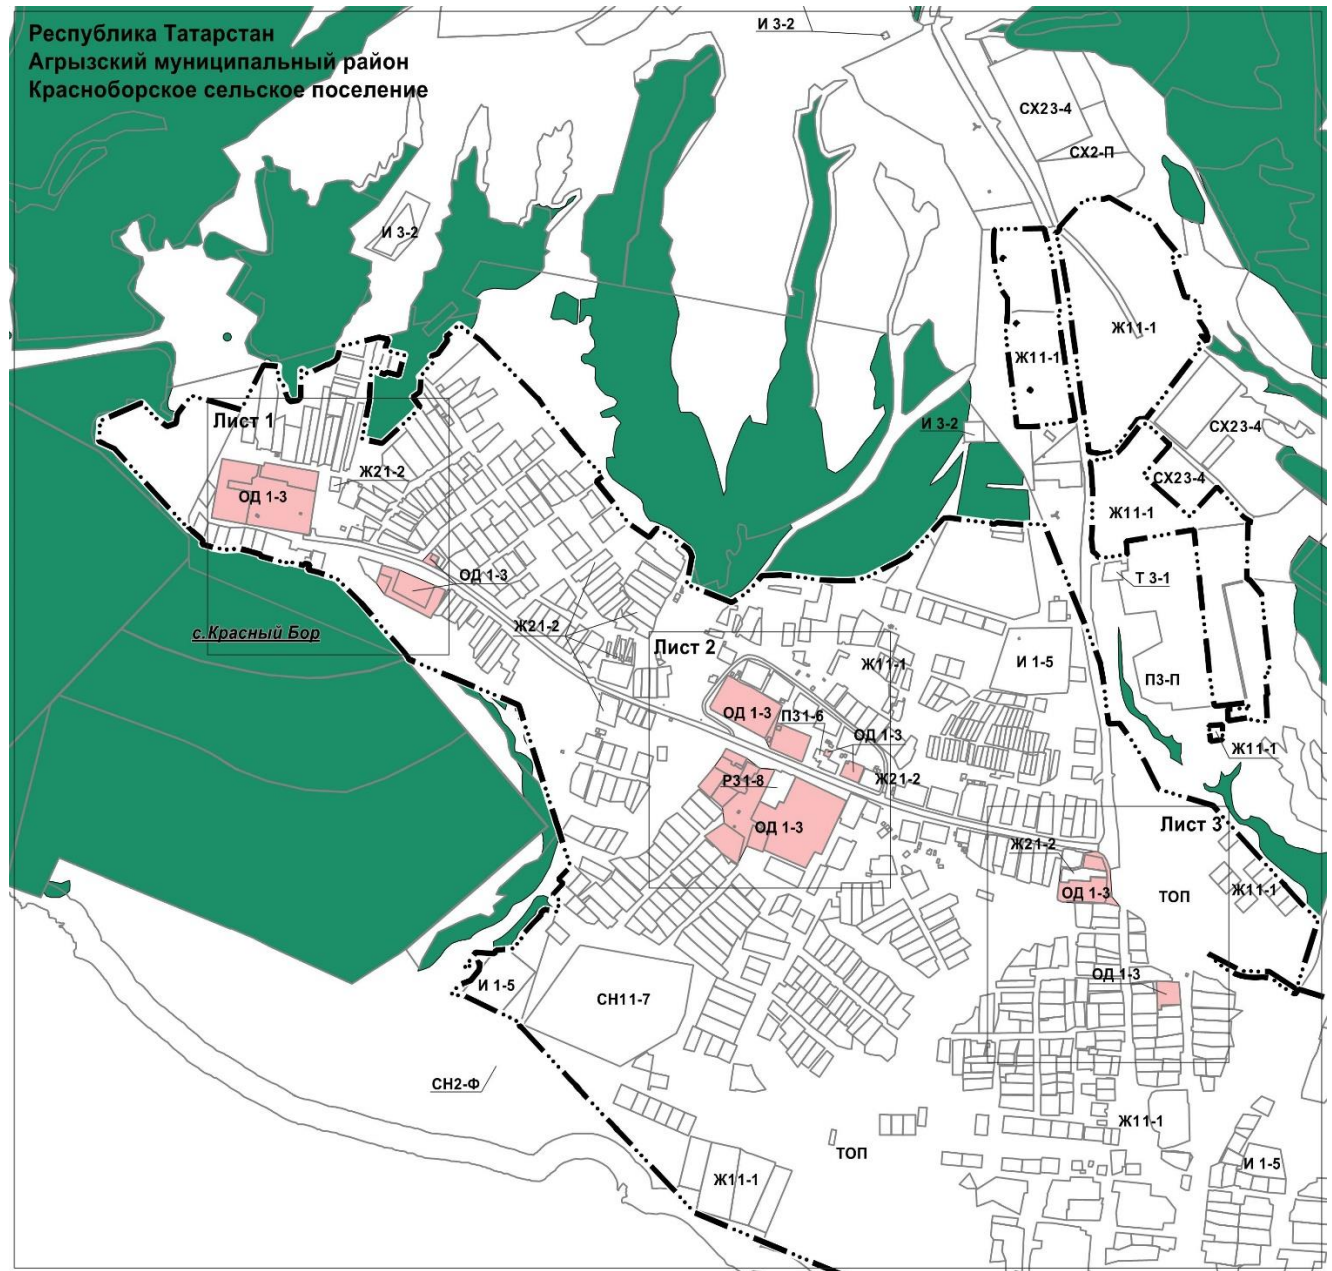 Республика Татарстан
Агрызский муниципальный район
Красноборское сельское поселение
И 3-2
СХ23-4
СХ2-П
И 3-2
Ж11-1
Ж11-1
И 3-2
СХ23-4
Лист 1
Ж21-2
СХ23-4
ОД 1-3
Ж11-1
ОД 1-3
Т 3-1
Ж21-2
с.Красный Бор
Лист 2
Ж11-1
И 1-5
П3-П
ОД 1-3
П31-6
ОД 1-3
Ж11-1
Р31-8
Ж21-2
ОД 1-3
Лист 3
Ж21-2
ОД 1-3
ТОП
Ж11-1
ОД 1-3
И 1-5
СН11-7
СН2-Ф
Ж11-1
ТОП
И 1-5
Ж11-1